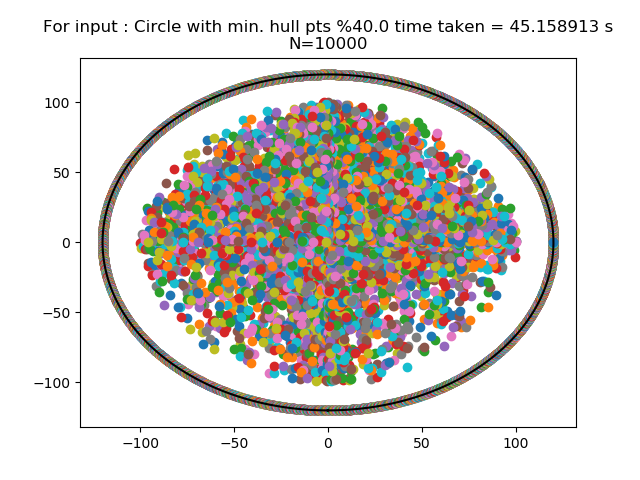 For input : Circle with min. hull pts %40.0 time taken = 45.158913 s
N=10000
100
50
0
−50
−100
−100 −50 0 50 100